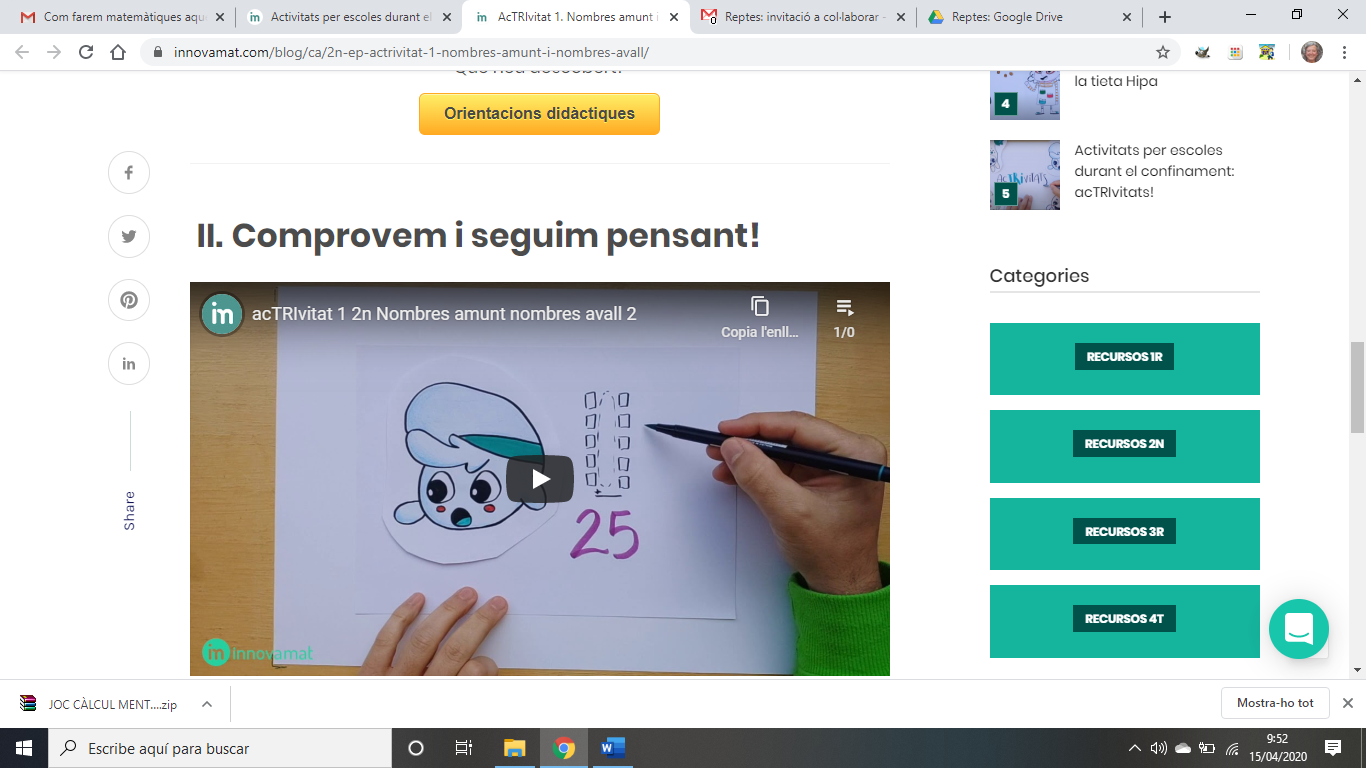 Com farem matemàtiques aqu
Activitats per escoles durant el
AcTRIvitat 1. Nombres amunt i
Reptes: invitació a col·laborar -
Reptes: Google Drive
innovamat.com/blog/ca/2n-ep-actrivitat-1-nombres-amunt-i-nombres-avall/
Orientacions didàctiques
4
la tieta Hipa
5
Activitats per escoles
durant el confinament:
acTRIvitats!
acTRIvitats
II. Comprovem i seguim pensant!
Share
in
acTRIvitat 1 2n Nombres amunt nombres avall 2
Copia l'enll...
1/0
25
innovamat
Categories
RECURSOS 1R
RECURSOS 2N
RECURSOS 3R
RECURSOS 4T
JOC CÀLCUL MENT....zip
Mostra-ho tot
Escribe aquí para buscar
9:52
15/04/2020